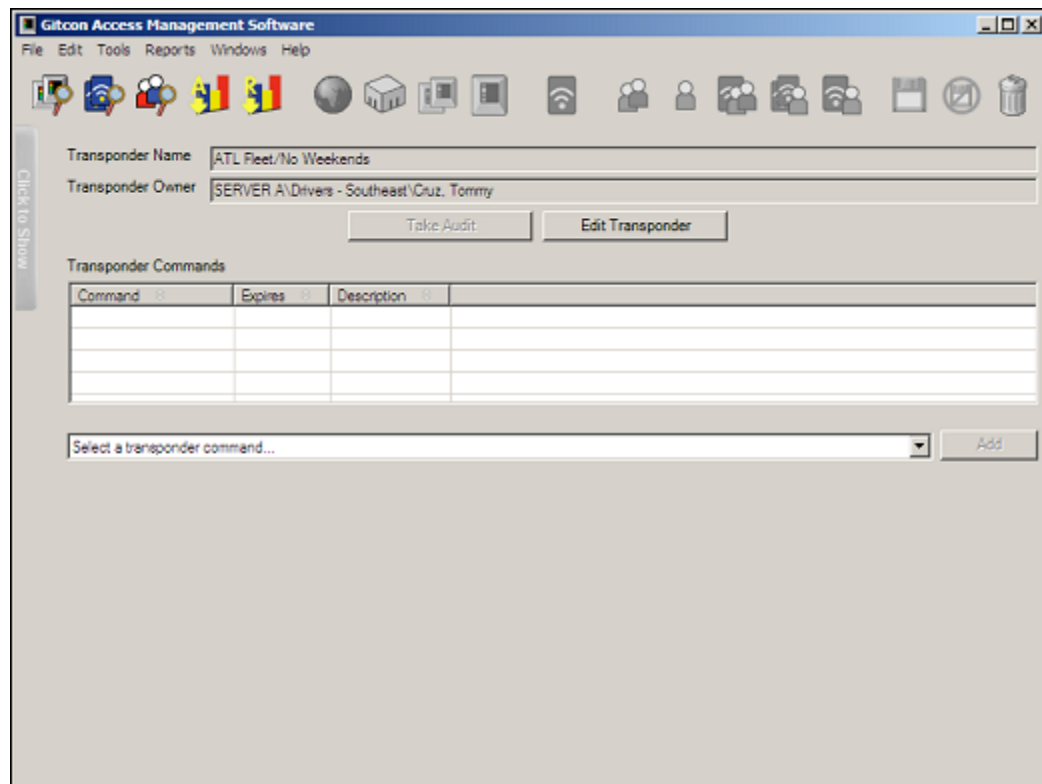 Gitcon Access Management Software
File Edit Tools Reports Windows Help
Transponder Name ATL Fleet/No Weekends
Transponder Owner SERVER A\Drivers - Southeast\Cruz, Tommy
Take Audit Edit Transponder
Click to Show
Transponder Commands
Command Expires Description
Select a transponder command... Add